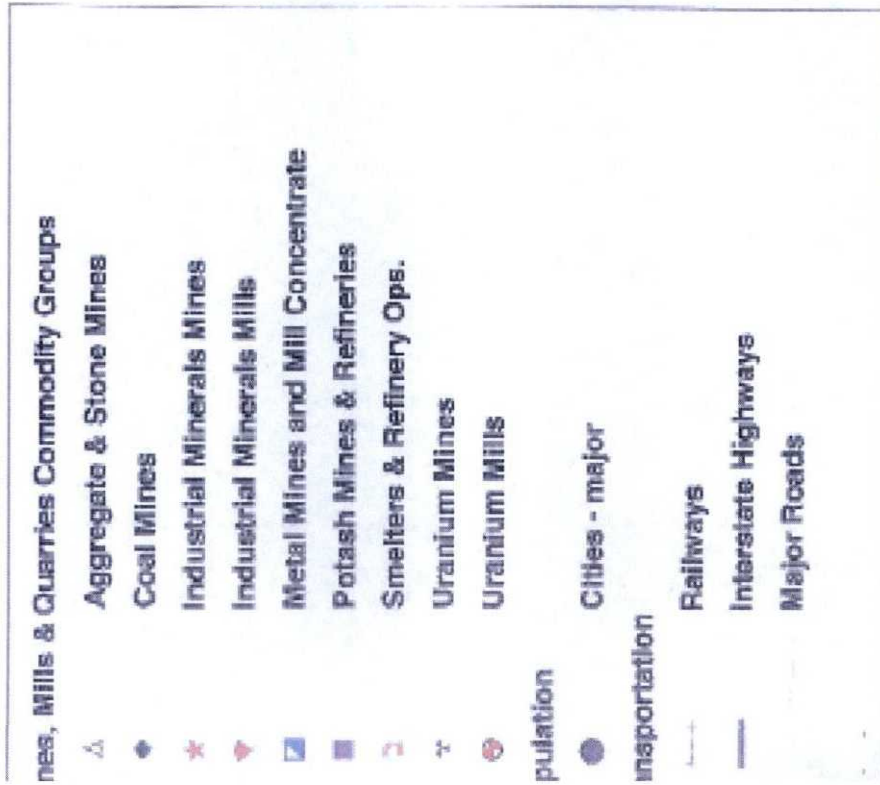 nes, Mills & Quarries Commodity Groups
Aggregate & Stone Mines
Coal Mines
Industrial Minerals Mines
Industrial Minerals Mills
Metal Mines and Mill Concentrate
Potash Mines & Refineries
Smelters & Refinery Ops.
Uranium Mines
Uranium Mills
pulation
Cities - major
nsportation
Railways
Interstate Highways
Major Roads